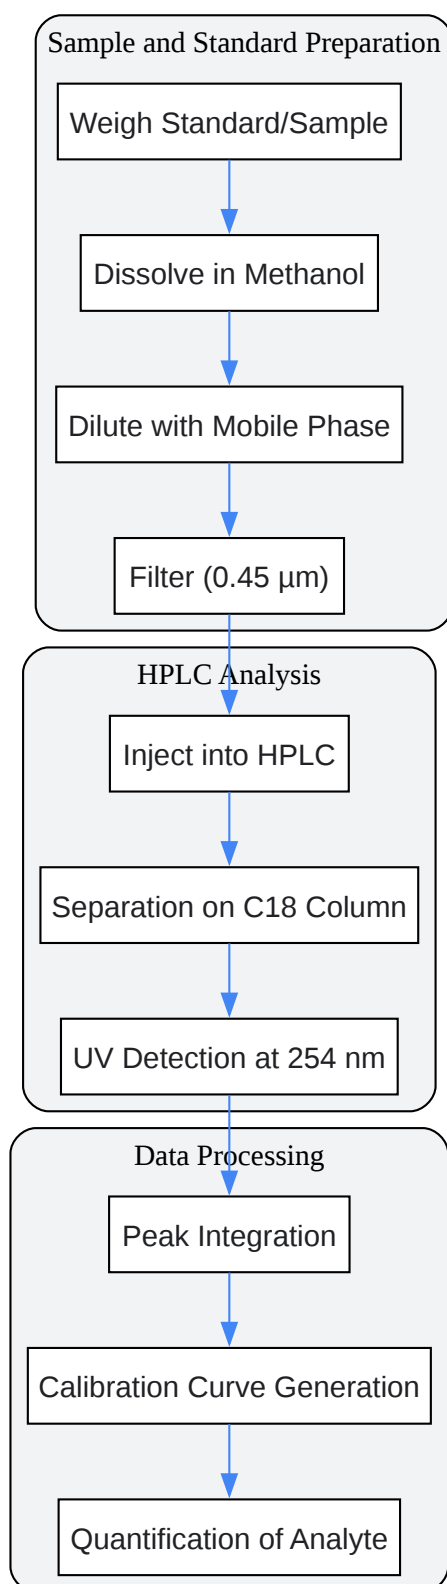 Sample and Standard Preparation
Weigh Standard/Sample
Dissolve in Methanol
Dilute with Mobile Phase
Filter (0.45 µm)
HPLC Analysis
Inject into HPLC
Separation on C18 Column
UV Detection at 254 nm
Data Processing
Peak Integration
Calibration Curve Generation
Quantification of Analyte